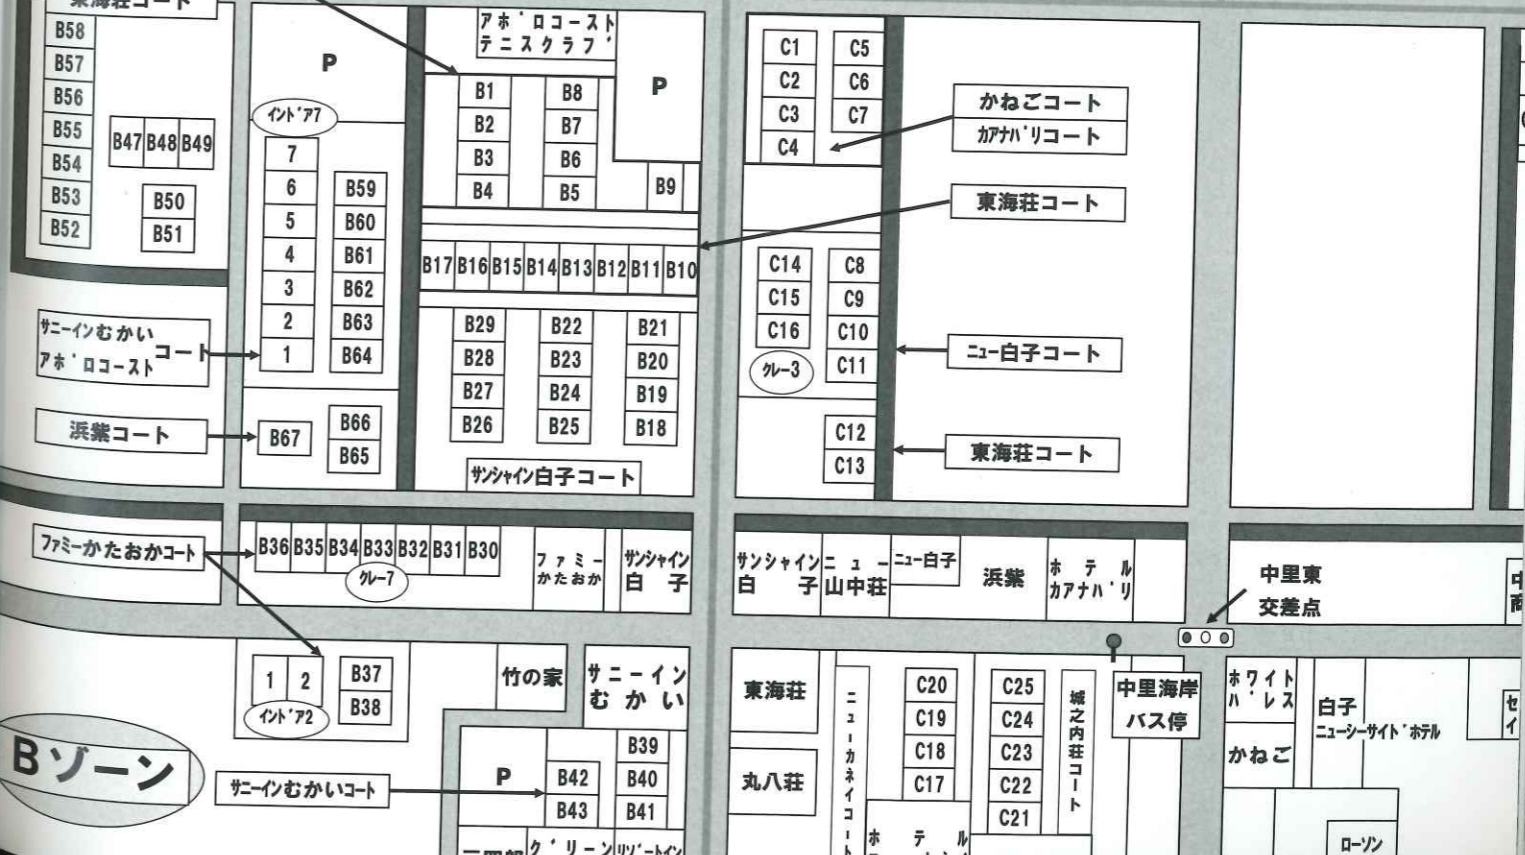 東海荘コート
B58
B57
B56
B55
B54
B53
B52
B47 B48 B49
B50
B51
P
インドア7
7
6
5
4
3
2
1
B59
B60
B61
B62
B63
B64
サニーインむかい
アポロコースト
コート
浜紫コート
B67
B66
B65
アポロコースト
テニスクラブ
P
B1
B2
B3
B4
B8
B7
B6
B5
B9
B17 B16 B15 B14 B13 B12 B11 B10
B29
B28
B27
B26
B22
B23
B24
B25
B21
B20
B19
B18
サンシャイン白子コート
C1
C2
C3
C4
C5
C6
C7
かねごコート
カアナパリコート
東海荘コート
C14
C15
C16
クレー3
C8
C9
C10
C11
ニュー白子コート
C12
C13
東海荘コート
ファミーかたおかコート
B36 B35 B34 B33 B32 B31 B30
クレー7
ファミー
かたおか
サンシャイン
白子
サンシャイン
白子
ニュー
山中荘
ニュー白子
浜紫
ホテル
カアナパリ
中里東
交差点
1 2
インドア2
B37
B38
竹の家
サニーイン
むかい
Bゾーン
サニーインむかいコート
P
B42
B43
B39
B40
B41
グリーン
リゾートイン
東海荘
丸八荘
ニューカネイコート
C20
C19
C18
C17
ホテル
C25
C24
C23
C22
C21
城之内荘コート
中里海岸
バス停
ホワイト
パレス
かねご
白子
ニューシーサイドホテル
ローソン